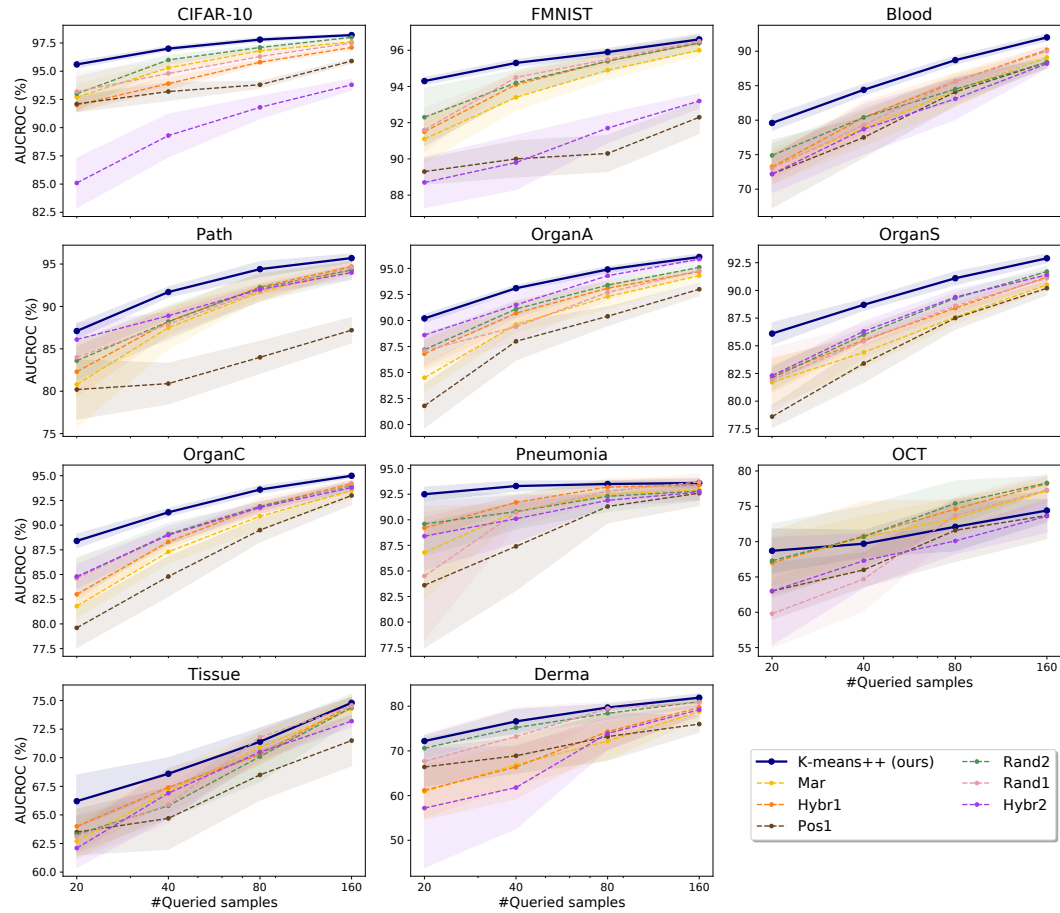 CIFAR-10
FMNIST
Blood
AUCROC (%)
97.5
95.0
92.5
90.0
87.5
85.0
82.5
96
94
92
90
88
90
85
80
75
70
Path
OrganA
OrganS
AUCROC (%)
95
90
85
80
75
95.0
92.5
90.0
87.5
85.0
82.5
80.0
92.5
90.0
87.5
85.0
82.5
80.0
77.5
OrganC
Pneumonia
OCT
AUCROC (%)
95.0
92.5
90.0
87.5
85.0
82.5
80.0
77.5
95.0
92.5
90.0
87.5
85.0
82.5
80.0
77.5
80
75
70
65
60
55
20 40 80 160
#Queried samples
Tissue
Derma
AUCROC (%)
75.0
72.5
70.0
67.5
65.0
62.5
60.0
80
70
60
50
20 40 80 160
#Queried samples
20 40 80 160
#Queried samples
K-means++ (ours)
Mar
Hybr1
Pos1
Rand2
Rand1
Hybr2